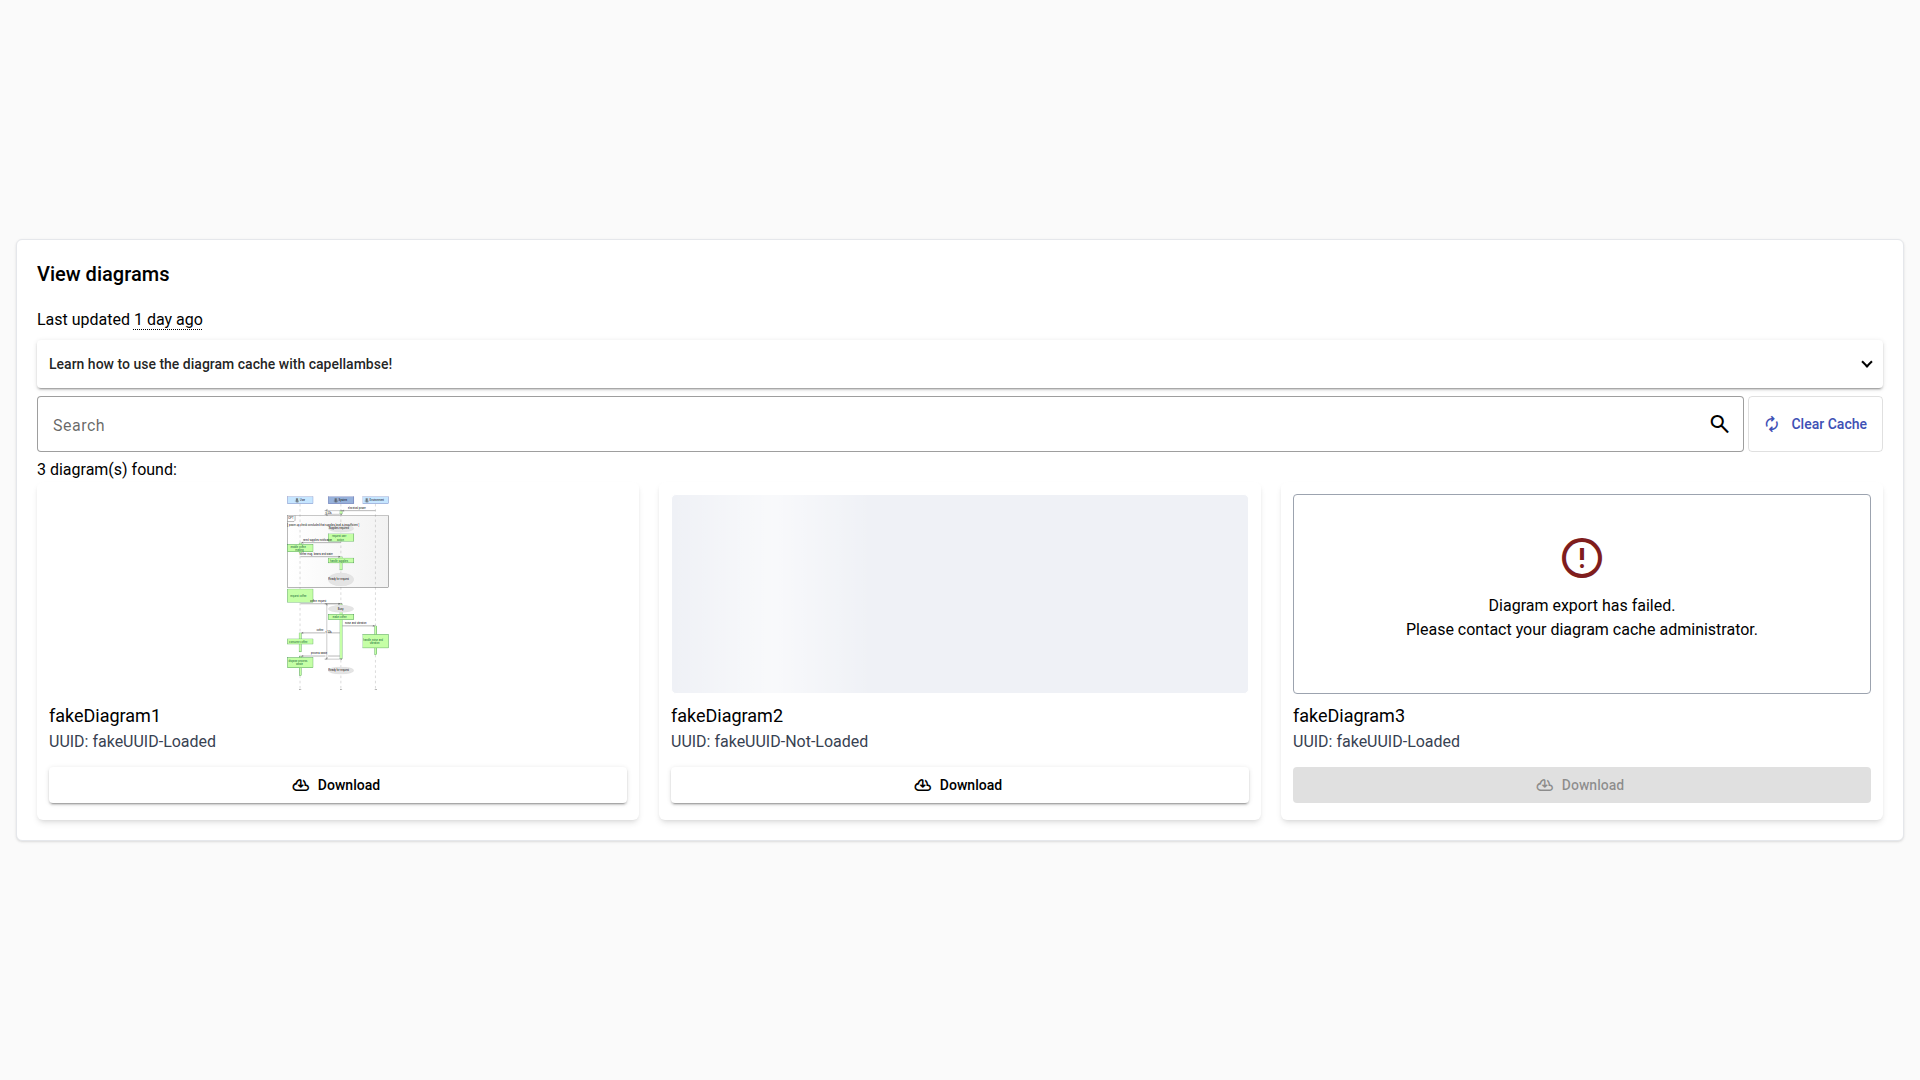 View diagrams
Last updated 1 day ago
Learn how to use the diagram cache with capellambse!
Search
Clear Cache
3 diagram(s) found:
Diagram export has failed.
Please contact your diagram cache administrator.
fakeDiagram1
fakeDiagram2
fakeDiagram3
UUID: fakeUUID-Loaded
UUID: fakeUUID-Not-Loaded
UUID: fakeUUID-Loaded
Download
Download
Download